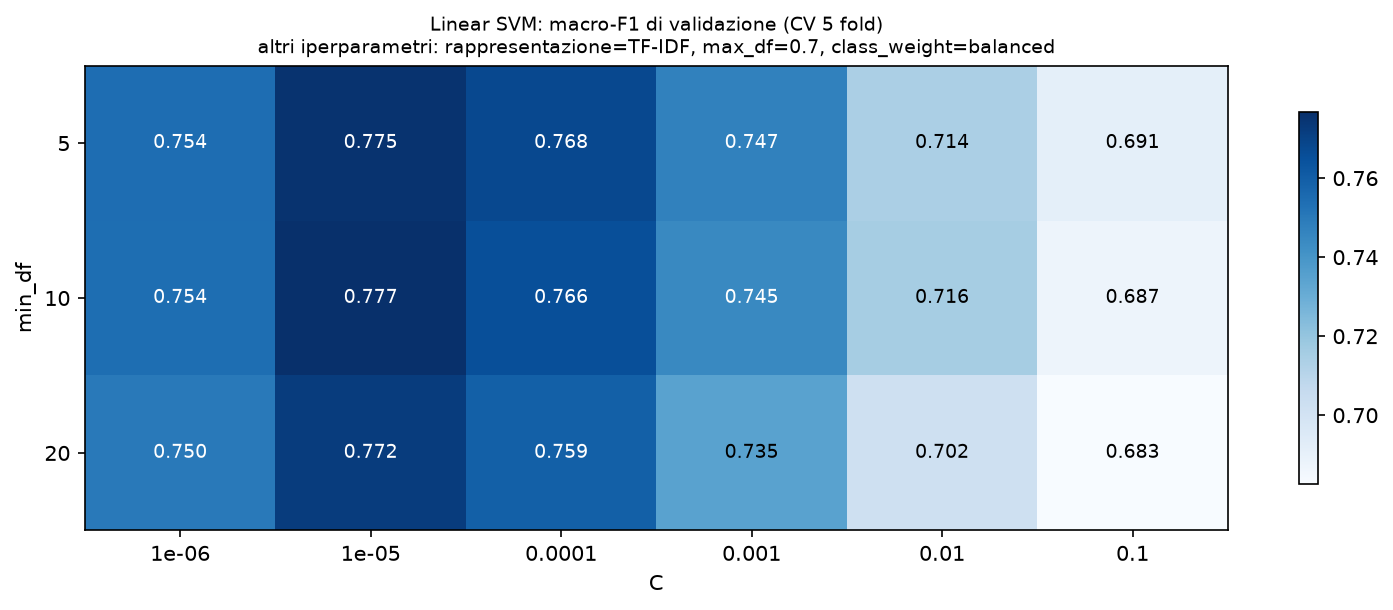 Linear SVM: macro-F1 di validazione (CV 5 fold)
altri iperparametri: rappresentazione=TF-IDF, max_df=0.7, class_weight=balanced
min_df
5
0.754 0.775 0.768 0.747 0.714 0.691
10
0.754 0.777 0.766 0.745 0.716 0.687
20
0.750 0.772 0.759 0.735 0.702 0.683
1e-06 1e-05 0.0001 0.001 0.01 0.1
C
0.76
0.74
0.72
0.70